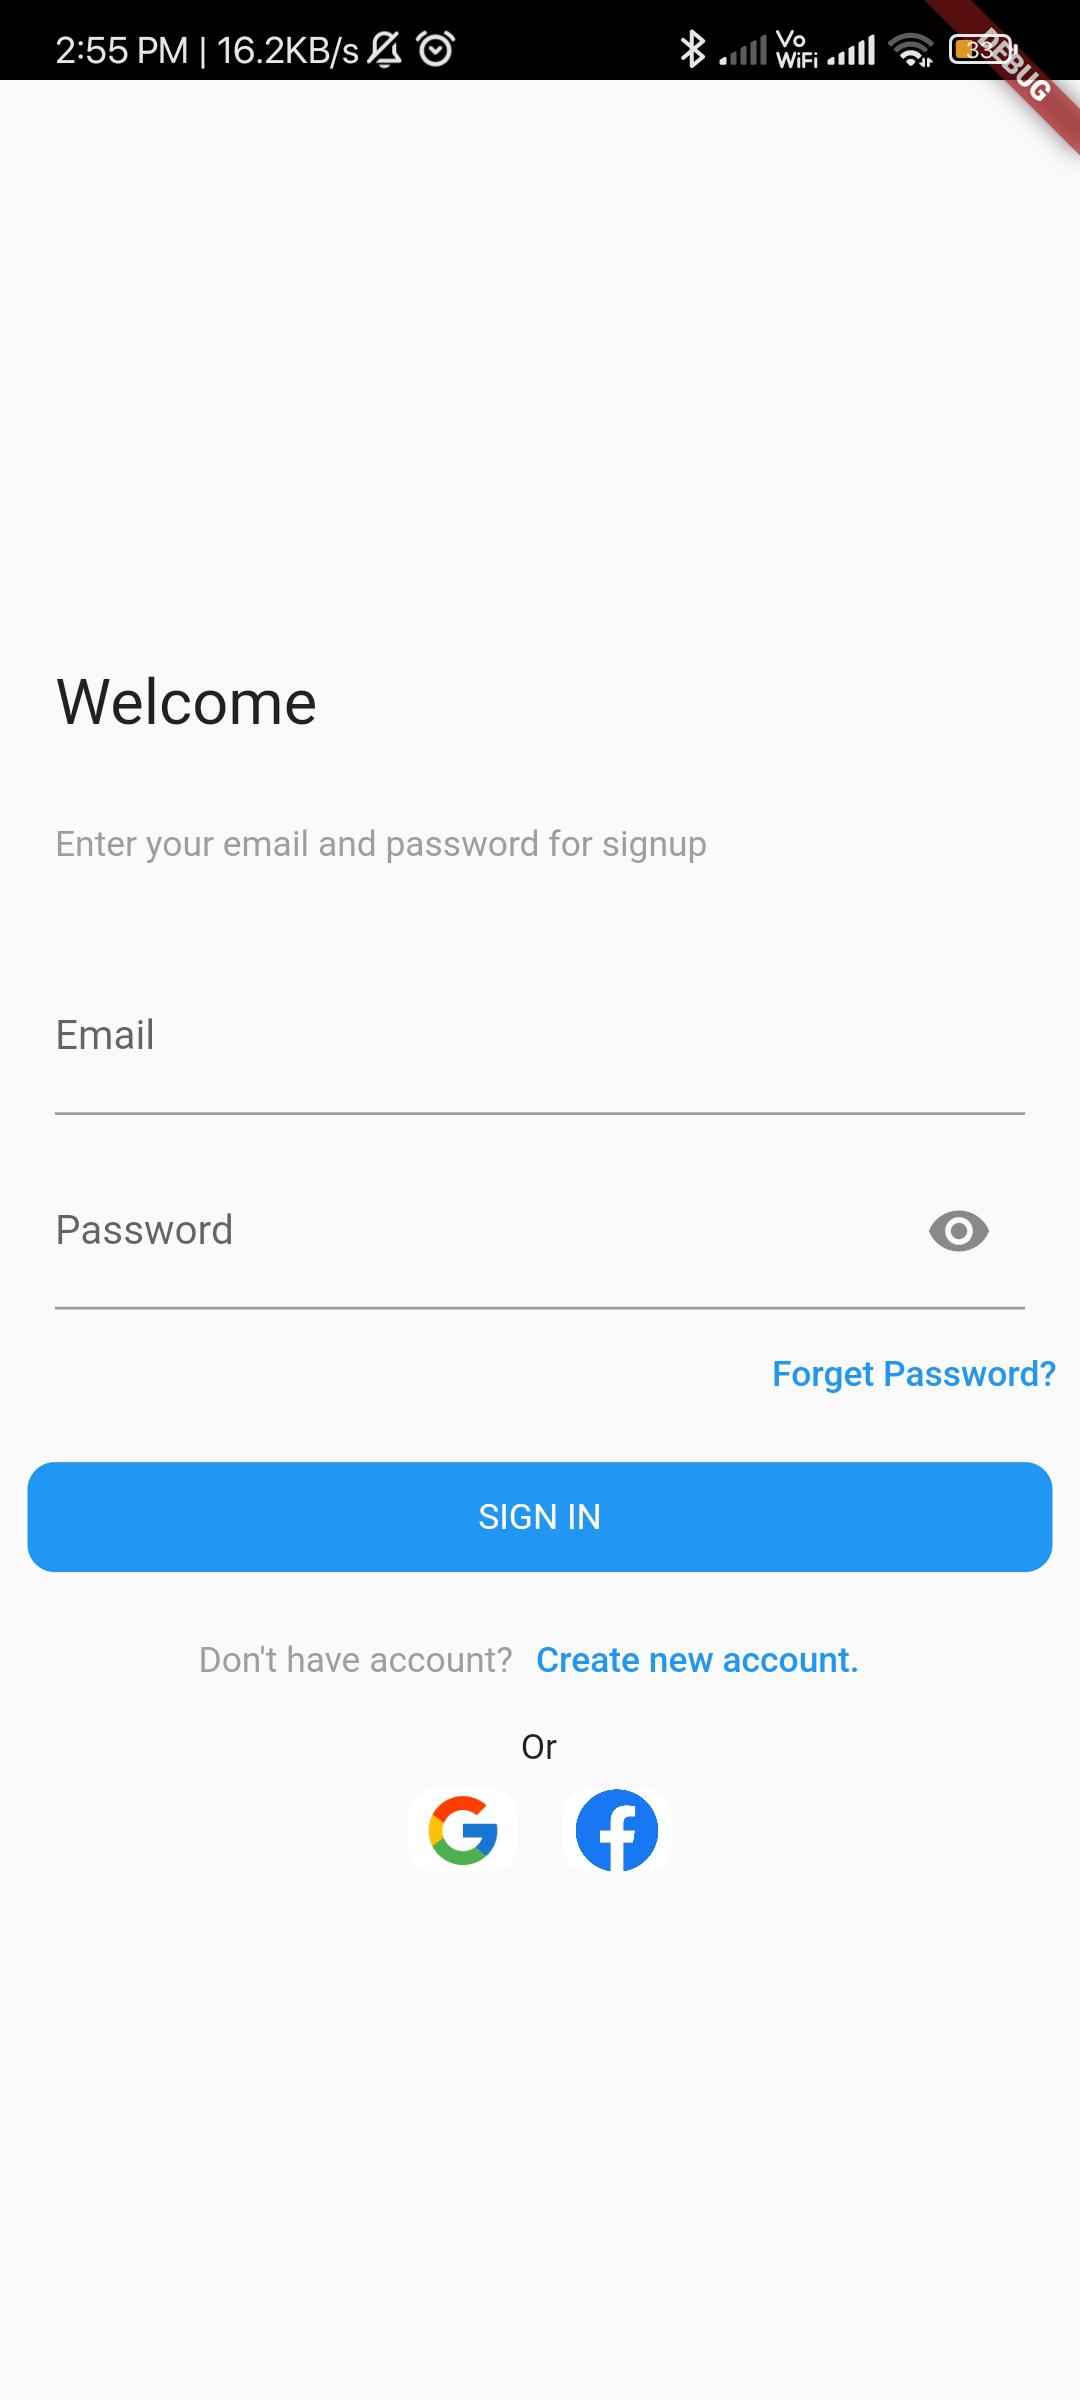 2:55 PM | 16.2KB/s
Vo
WiFi
33
DEBUG
Welcome
Enter your email and password for signup
Email
Password
Forget Password?
SIGN IN
Don't have account? Create new account.
Or